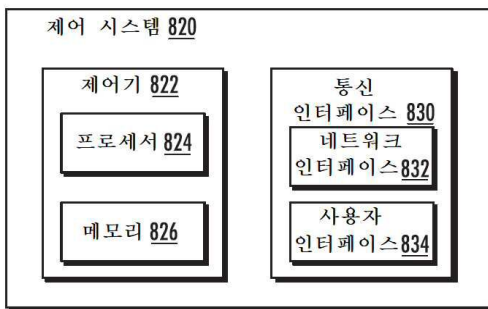 제어 시스템 820
제어기 822
프로세서 824
메모리 826
통신
인터페이스 830
네트워크
인터페이스 832
사용자
인터페이스 834